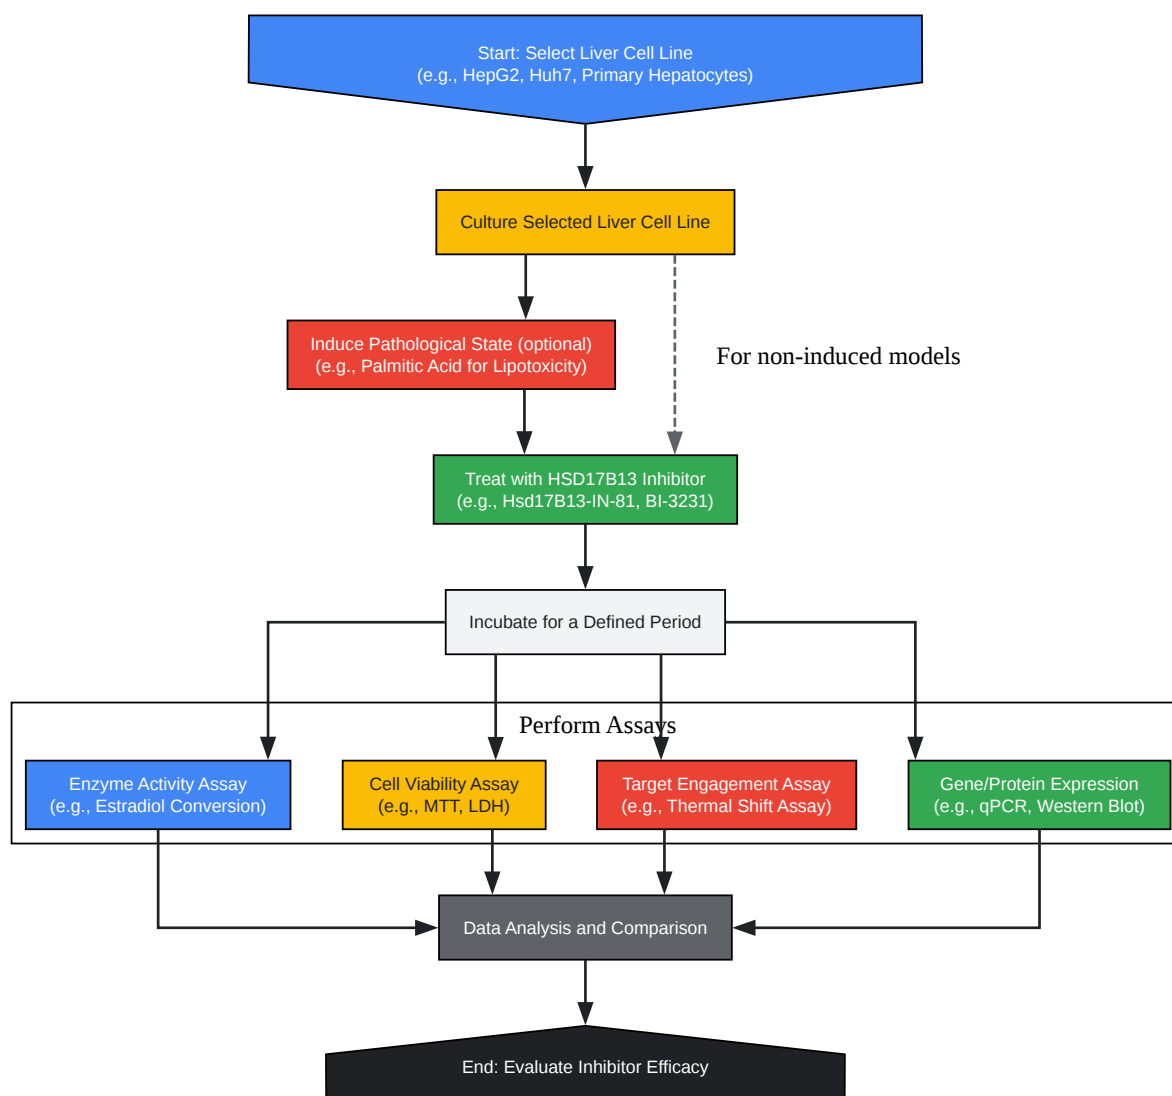 Start: Select Liver Cell Line
(e.g., HepG2, Huh7, Primary Hepatocytes)
Culture Selected Liver Cell Line
Induce Pathological State (optional)
(e.g., Palmitic Acid for Lipotoxicity)
For non-induced models
Treat with HSD17B13 Inhibitor
(e.g., Hsd17B13-IN-81, BI-3231)
Incubate for a Defined Period
Perform Assays
Enzyme Activity Assay
(e.g., Estradiol Conversion)
Cell Viability Assay
(e.g., MTT, LDH)
Target Engagement Assay
(e.g., Thermal Shift Assay)
Gene/Protein Expression
(e.g., qPCR, Western Blot)
Data Analysis and Comparison
End: Evaluate Inhibitor Efficacy